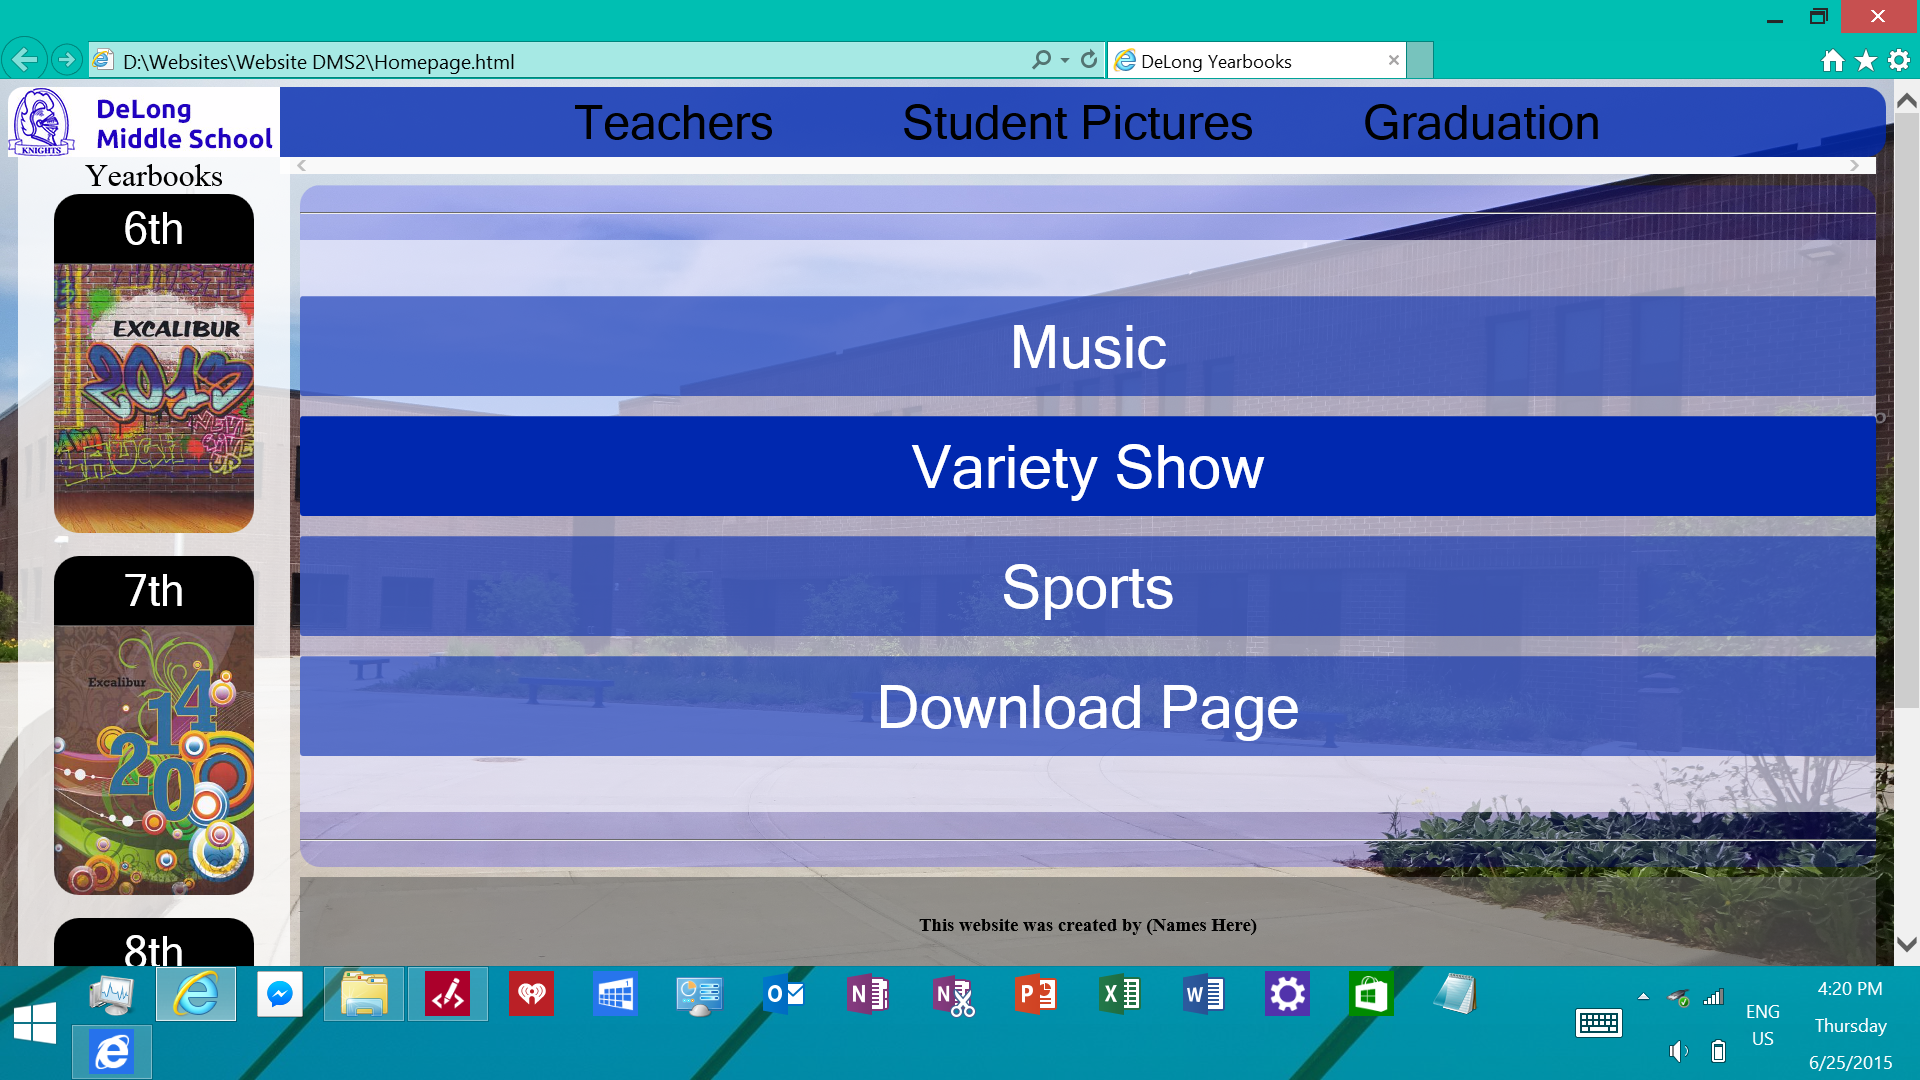 D:\Websites\Website DMS2\Homepage.html
DeLong Yearbooks
DeLong
Middle School
KNIGHTS
Teachers
Student Pictures
Graduation
Yearbooks
6th
EXCALIBUR
2013
7th
Excalibur
2014
8th
Music
Variety Show
Sports
Download Page
This website was created by (Names Here)
ENG
US
4:20 PM
Thursday
6/25/2015